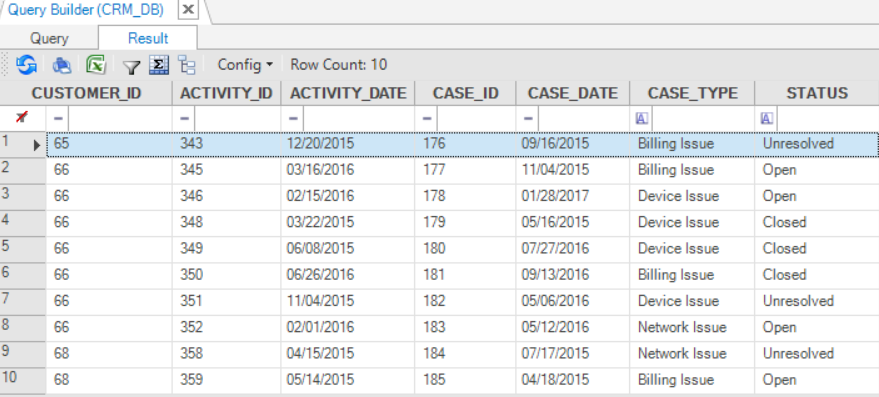 Query Builder (CRM_DB)
Query Result
Config Row Count: 10
CUSTOMER_ID ACTIVITY_ID ACTIVITY_DATE CASE_ID CASE_DATE CASE_TYPE STATUS
1 65 343 12/20/2015 176 09/16/2015 Billing Issue Unresolved
2 66 345 03/16/2016 177 11/04/2015 Billing Issue Open
3 66 346 02/15/2016 178 01/28/2017 Device Issue Open
4 66 348 03/22/2015 179 05/16/2015 Device Issue Closed
5 66 349 06/08/2015 180 07/27/2016 Device Issue Closed
6 66 350 06/26/2016 181 09/13/2016 Billing Issue Closed
7 66 351 11/04/2015 182 05/06/2016 Device Issue Unresolved
8 66 352 02/01/2016 183 05/12/2016 Network Issue Open
9 68 358 04/15/2015 184 07/17/2015 Network Issue Unresolved
10 68 359 05/14/2015 185 04/18/2015 Billing Issue Open